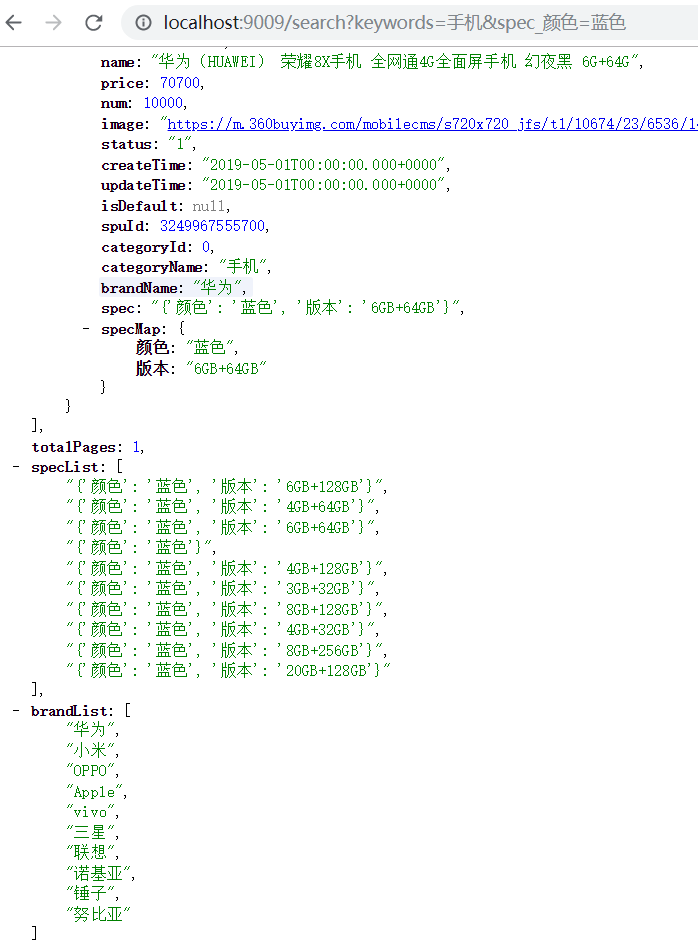 localhost:9009/search?keywords=手机&spec_颜色=蓝色
name: "华为（HUAWEI） 荣耀8X手机 全网通4G全面屏手机 幻夜黑 6G+64G",
price: 70700,
num: 10000,
image: "https://m.360buyimg.com/mobilecms/s720x720_jfs/t1/10674/23/6536/14
status: "1",
createTime: "2019-05-01T00:00:00.000+0000",
updateTime: "2019-05-01T00:00:00.000+0000",
isDefault: null,
spuId: 3249967555700,
categoryId: 0,
categoryName: "手机",
brandName: "华为",
spec: "{'颜色': '蓝色', '版本': '6GB+64GB'}",
- specMap: {
颜色: "蓝色",
版本: "6GB+64GB"
}
}
],
totalPages: 1,
- specList: [
"{'颜色': '蓝色', '版本': '6GB+128GB'}",
"{'颜色': '蓝色', '版本': '4GB+64GB'}",
"{'颜色': '蓝色', '版本': '6GB+64GB'}",
"{'颜色': '蓝色'}",
"{'颜色': '蓝色', '版本': '4GB+128GB'}",
"{'颜色': '蓝色', '版本': '3GB+32GB'}",
"{'颜色': '蓝色', '版本': '8GB+128GB'}",
"{'颜色': '蓝色', '版本': '4GB+32GB'}",
"{'颜色': '蓝色', '版本': '8GB+256GB'}",
"{'颜色': '蓝色', '版本': '20GB+128GB'}"
],
- brandList: [
"华为",
"小米",
"OPPO",
"Apple",
"vivo",
"三星",
"联想",
"诺基亚",
"锤子",
"努比亚"
]